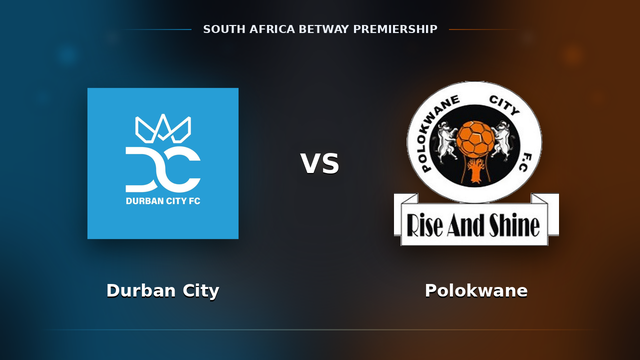 SOUTH AFRICA BETWAY PREMIERSHIP
DC
DURBAN CITY FC
VS
POLOKWANE CITY F.C
Rise And Shine
Durban City
Polokwane